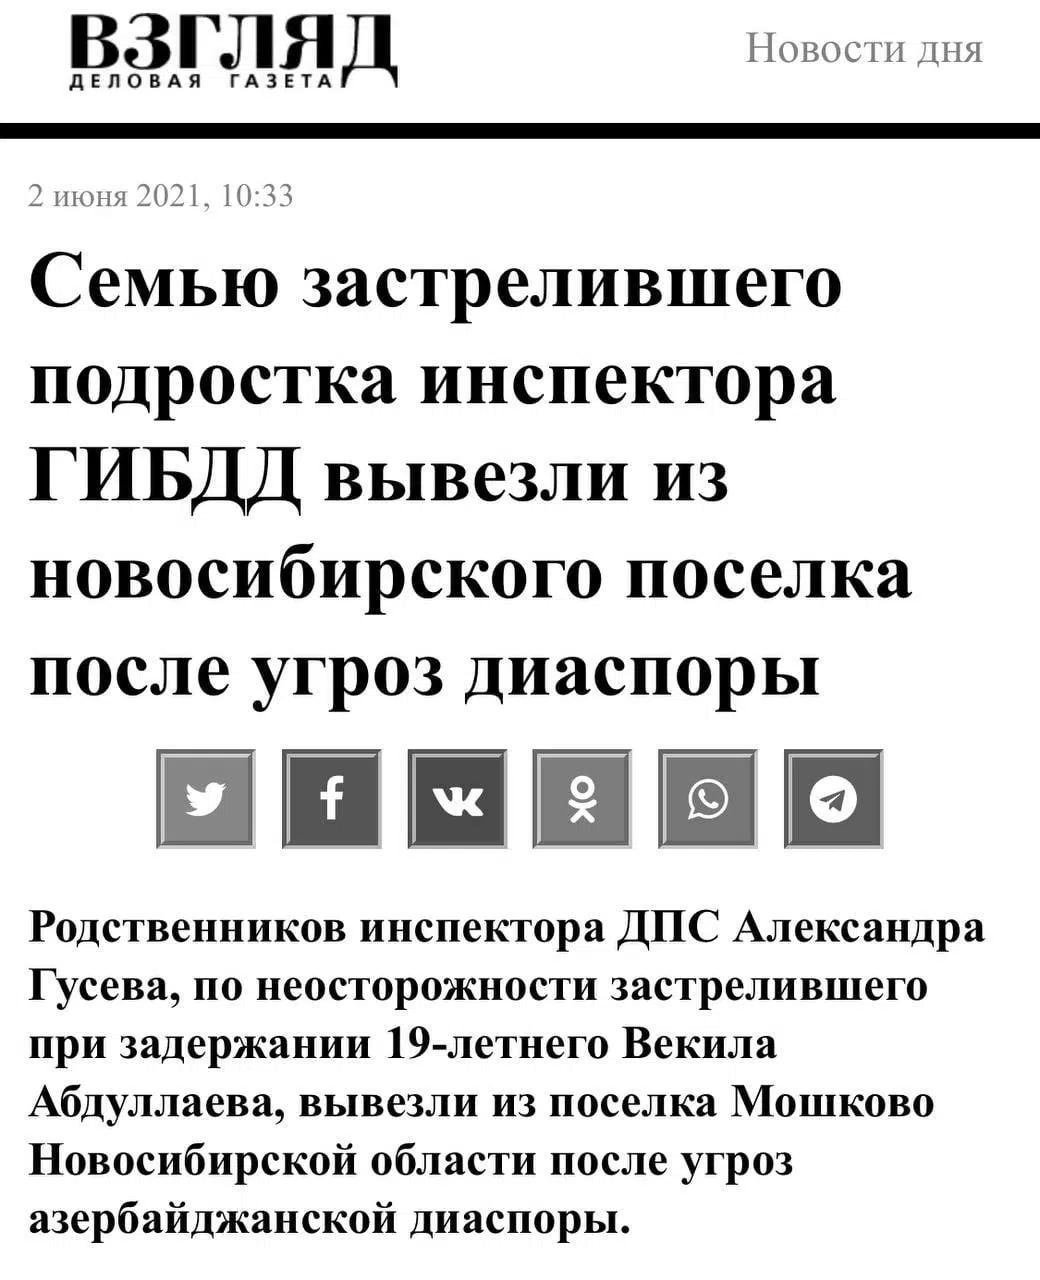 ВЗГЛЯД
ДЕЛОВАЯ ГАЗЕТА
Новости дня
2 июня 2021, 10:33
Семью застрелившего
подростка инспектора
ГИБДД вывезли из
новосибирского поселка
после угроз диаспоры
Родственников инспектора ДПС Александра
Гусева, по неосторожности застрелившего
при задержании 19-летнего Векила
Абдуллаева, вывезли из поселка Мошково
Новосибирской области после угроз
азербайджанской диаспоры.